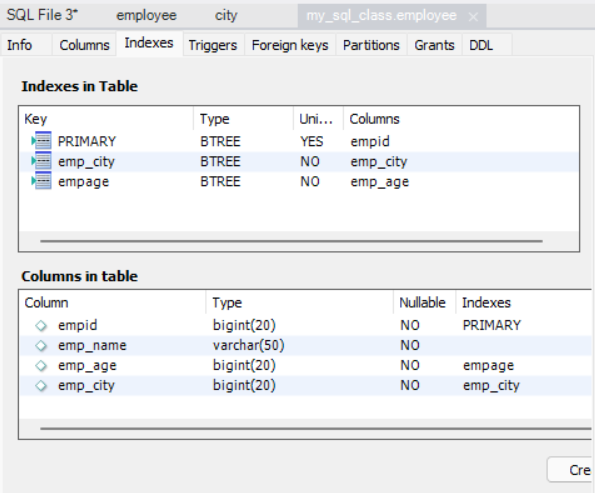 SQL File 3* employee city my_sql_class.employee ×
Info Columns Indexes Triggers Foreign keys Partitions Grants DDL
Indexes in Table
Key Type Uni... Columns
PRIMARY BTREE YES empid
emp_city BTREE NO emp_city
empage BTREE NO emp_age
Columns in table
Column Type Nullable Indexes
empid bigint(20) NO PRIMARY
emp_name varchar(50) NO
emp_age bigint(20) NO empage
emp_city bigint(20) NO emp_city
Cre